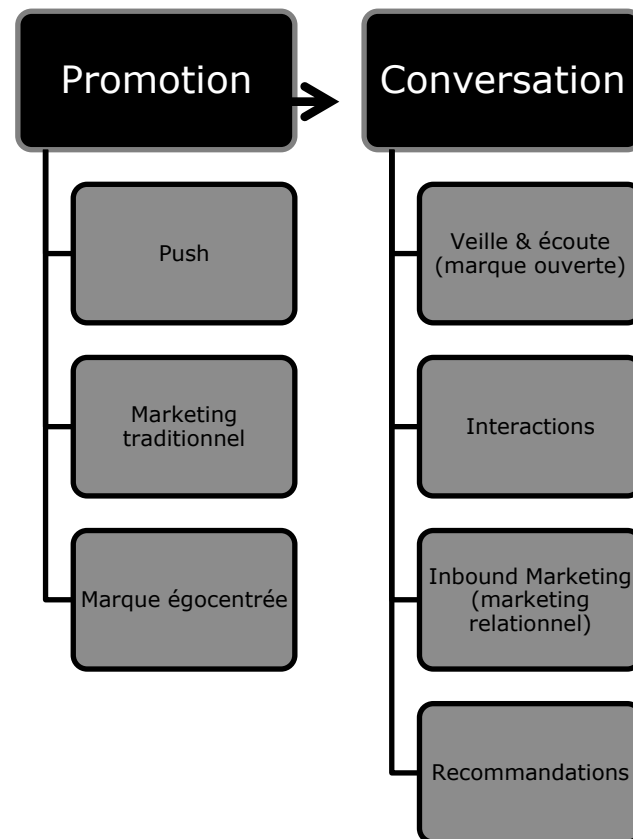 Promotion
Push
Marketing
traditionnel
Marque égocentrée
Conversation
Veille & écoute
(marque ouverte)
Interactions
Inbound Marketing
(marketing
relationnel)
Recommandations